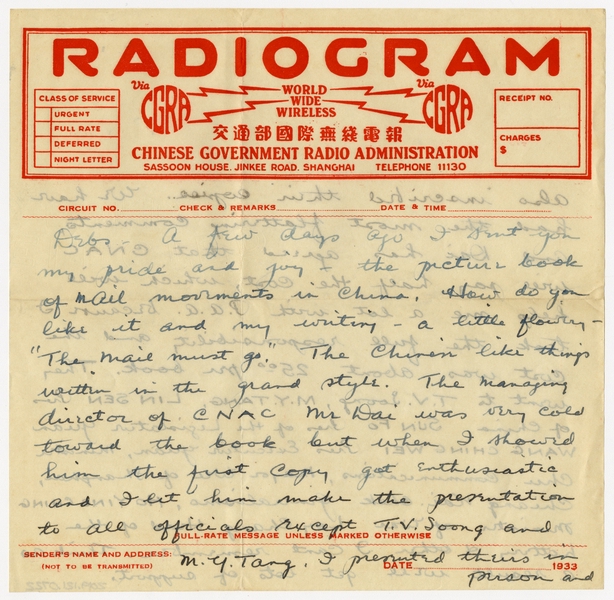 RADIOGRAM
CLASS OF SERVICE
URGENT
FULL RATE
DEFERRED
NIGHT LETTER
Via CGRA
WORLD
WIDE
WIRELESS
Via CGRA
RECEIPT NO.
CHARGES
$
交通部國際無綫電報
CHINESE GOVERNMENT RADIO ADMINISTRATION
SASSOON HOUSE. JINKEE ROAD. SHANGHAI TELEPHONE 11130
CIRCUIT NO. CHECK & REMARKS DATE & TIME
Debs - A few days ago I sent you
my pride and joy - the picture book
of mail movements in China. How do you
like it and my writing - a little flowery -
"The Mail must go." The Chinese like things
written in the grand style. The managing
director of CNAC Mr Dai was very cold
toward the book but when I showed
him the first copy got enthusiastic
and I let him make the presentation
to all officials except T.V. Soong and
FULL-RATE MESSAGE UNLESS MARKED OTHERWISE
SENDER'S NAME AND ADDRESS:
(NOT TO BE TRANSMITTED)
M.Y. Tang. I presented theirs in
DATE 1933
person and